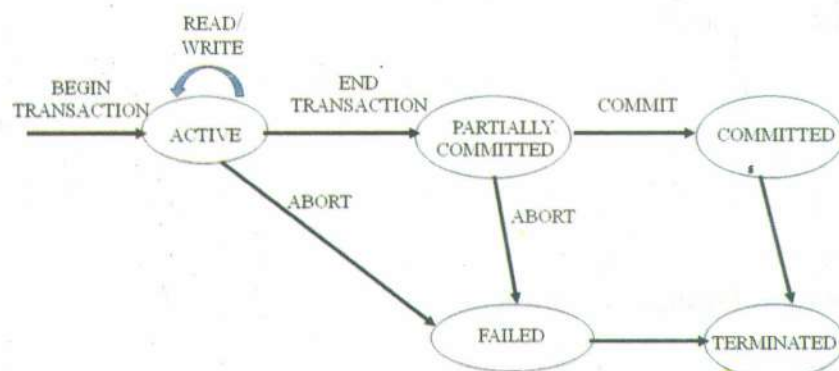 READ/
WRITE
BEGIN
TRANSACTION
END
TRANSACTION
COMMIT
ACTIVE
PARTIALLY
COMMITTED
COMMITTED
s
ABORT
ABORT
FAILED
TERMINATED